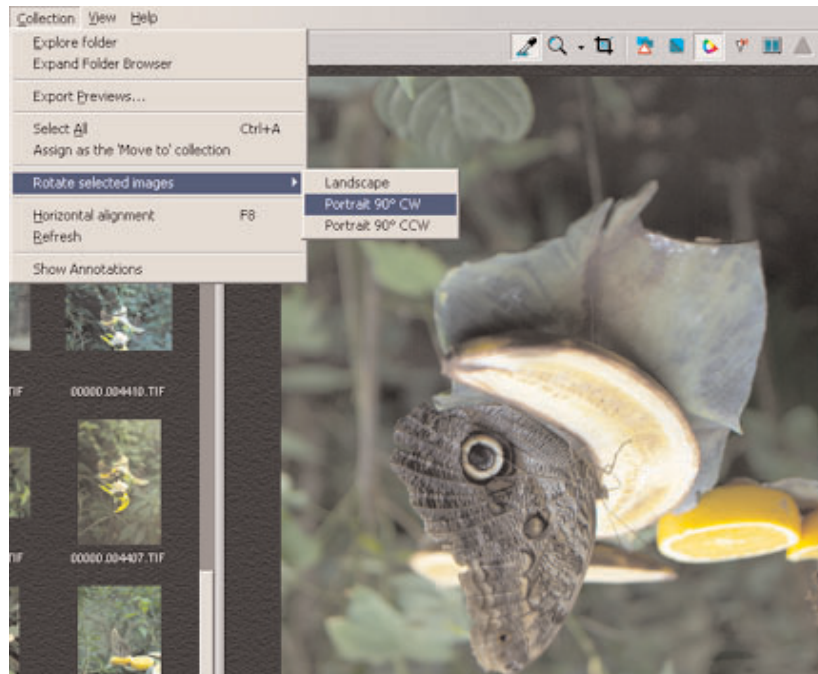 Collection View Help
Explore folder
Expand Folder Browser
Export Previews...
Select All Ctrl+A
Assign as the 'Move to' collection
Rotate selected images
Landscape
Portrait 90° CW
Portrait 90° CCW
Horizontal alignment F8
Refresh
Show Annotations
TIF 00000.004410.TIF
TIF 00000.004407.TIF